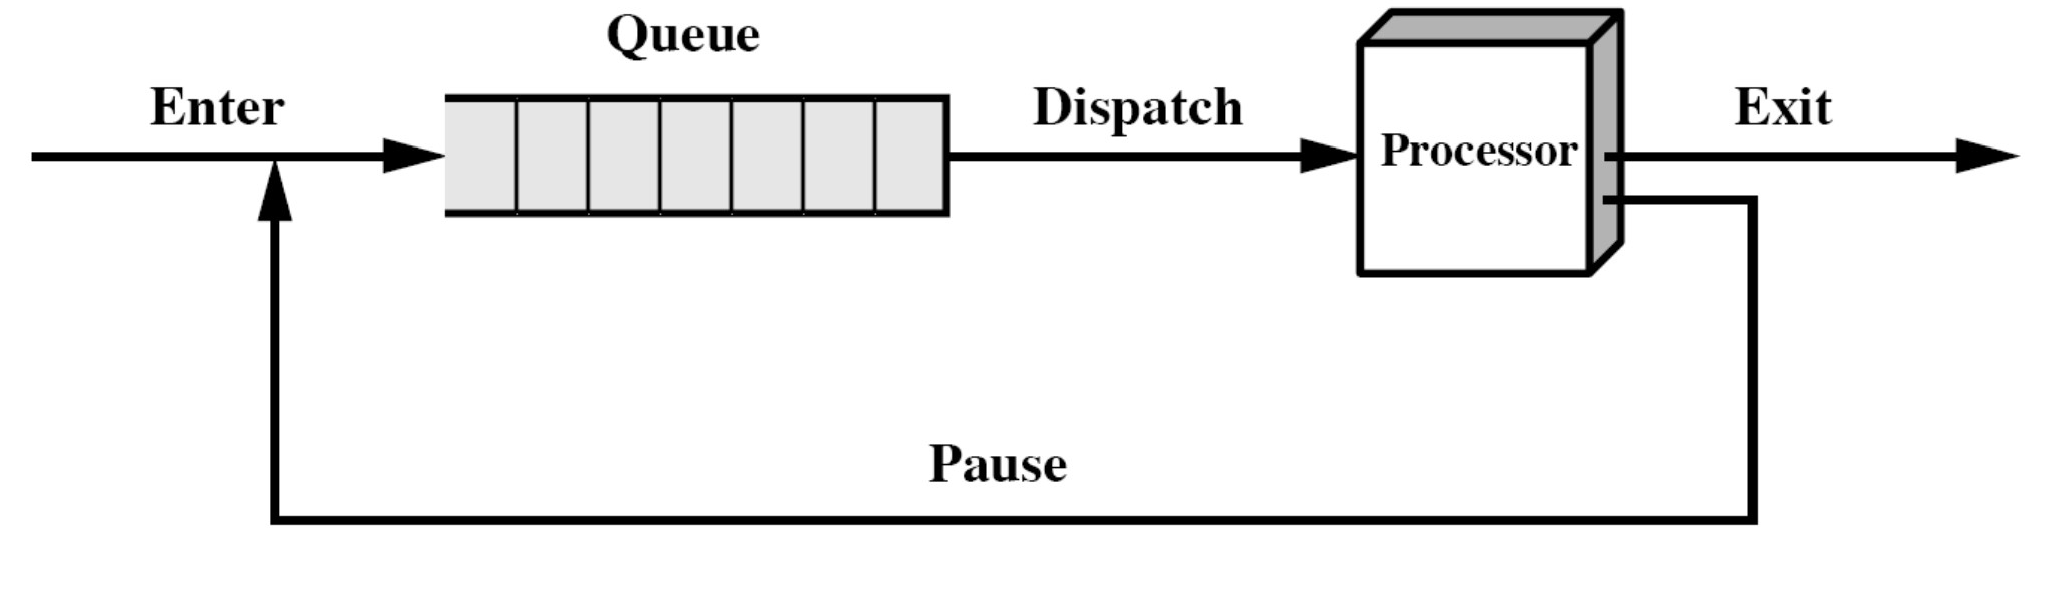 Queue
Enter
Dispatch
Processor
Exit
Pause